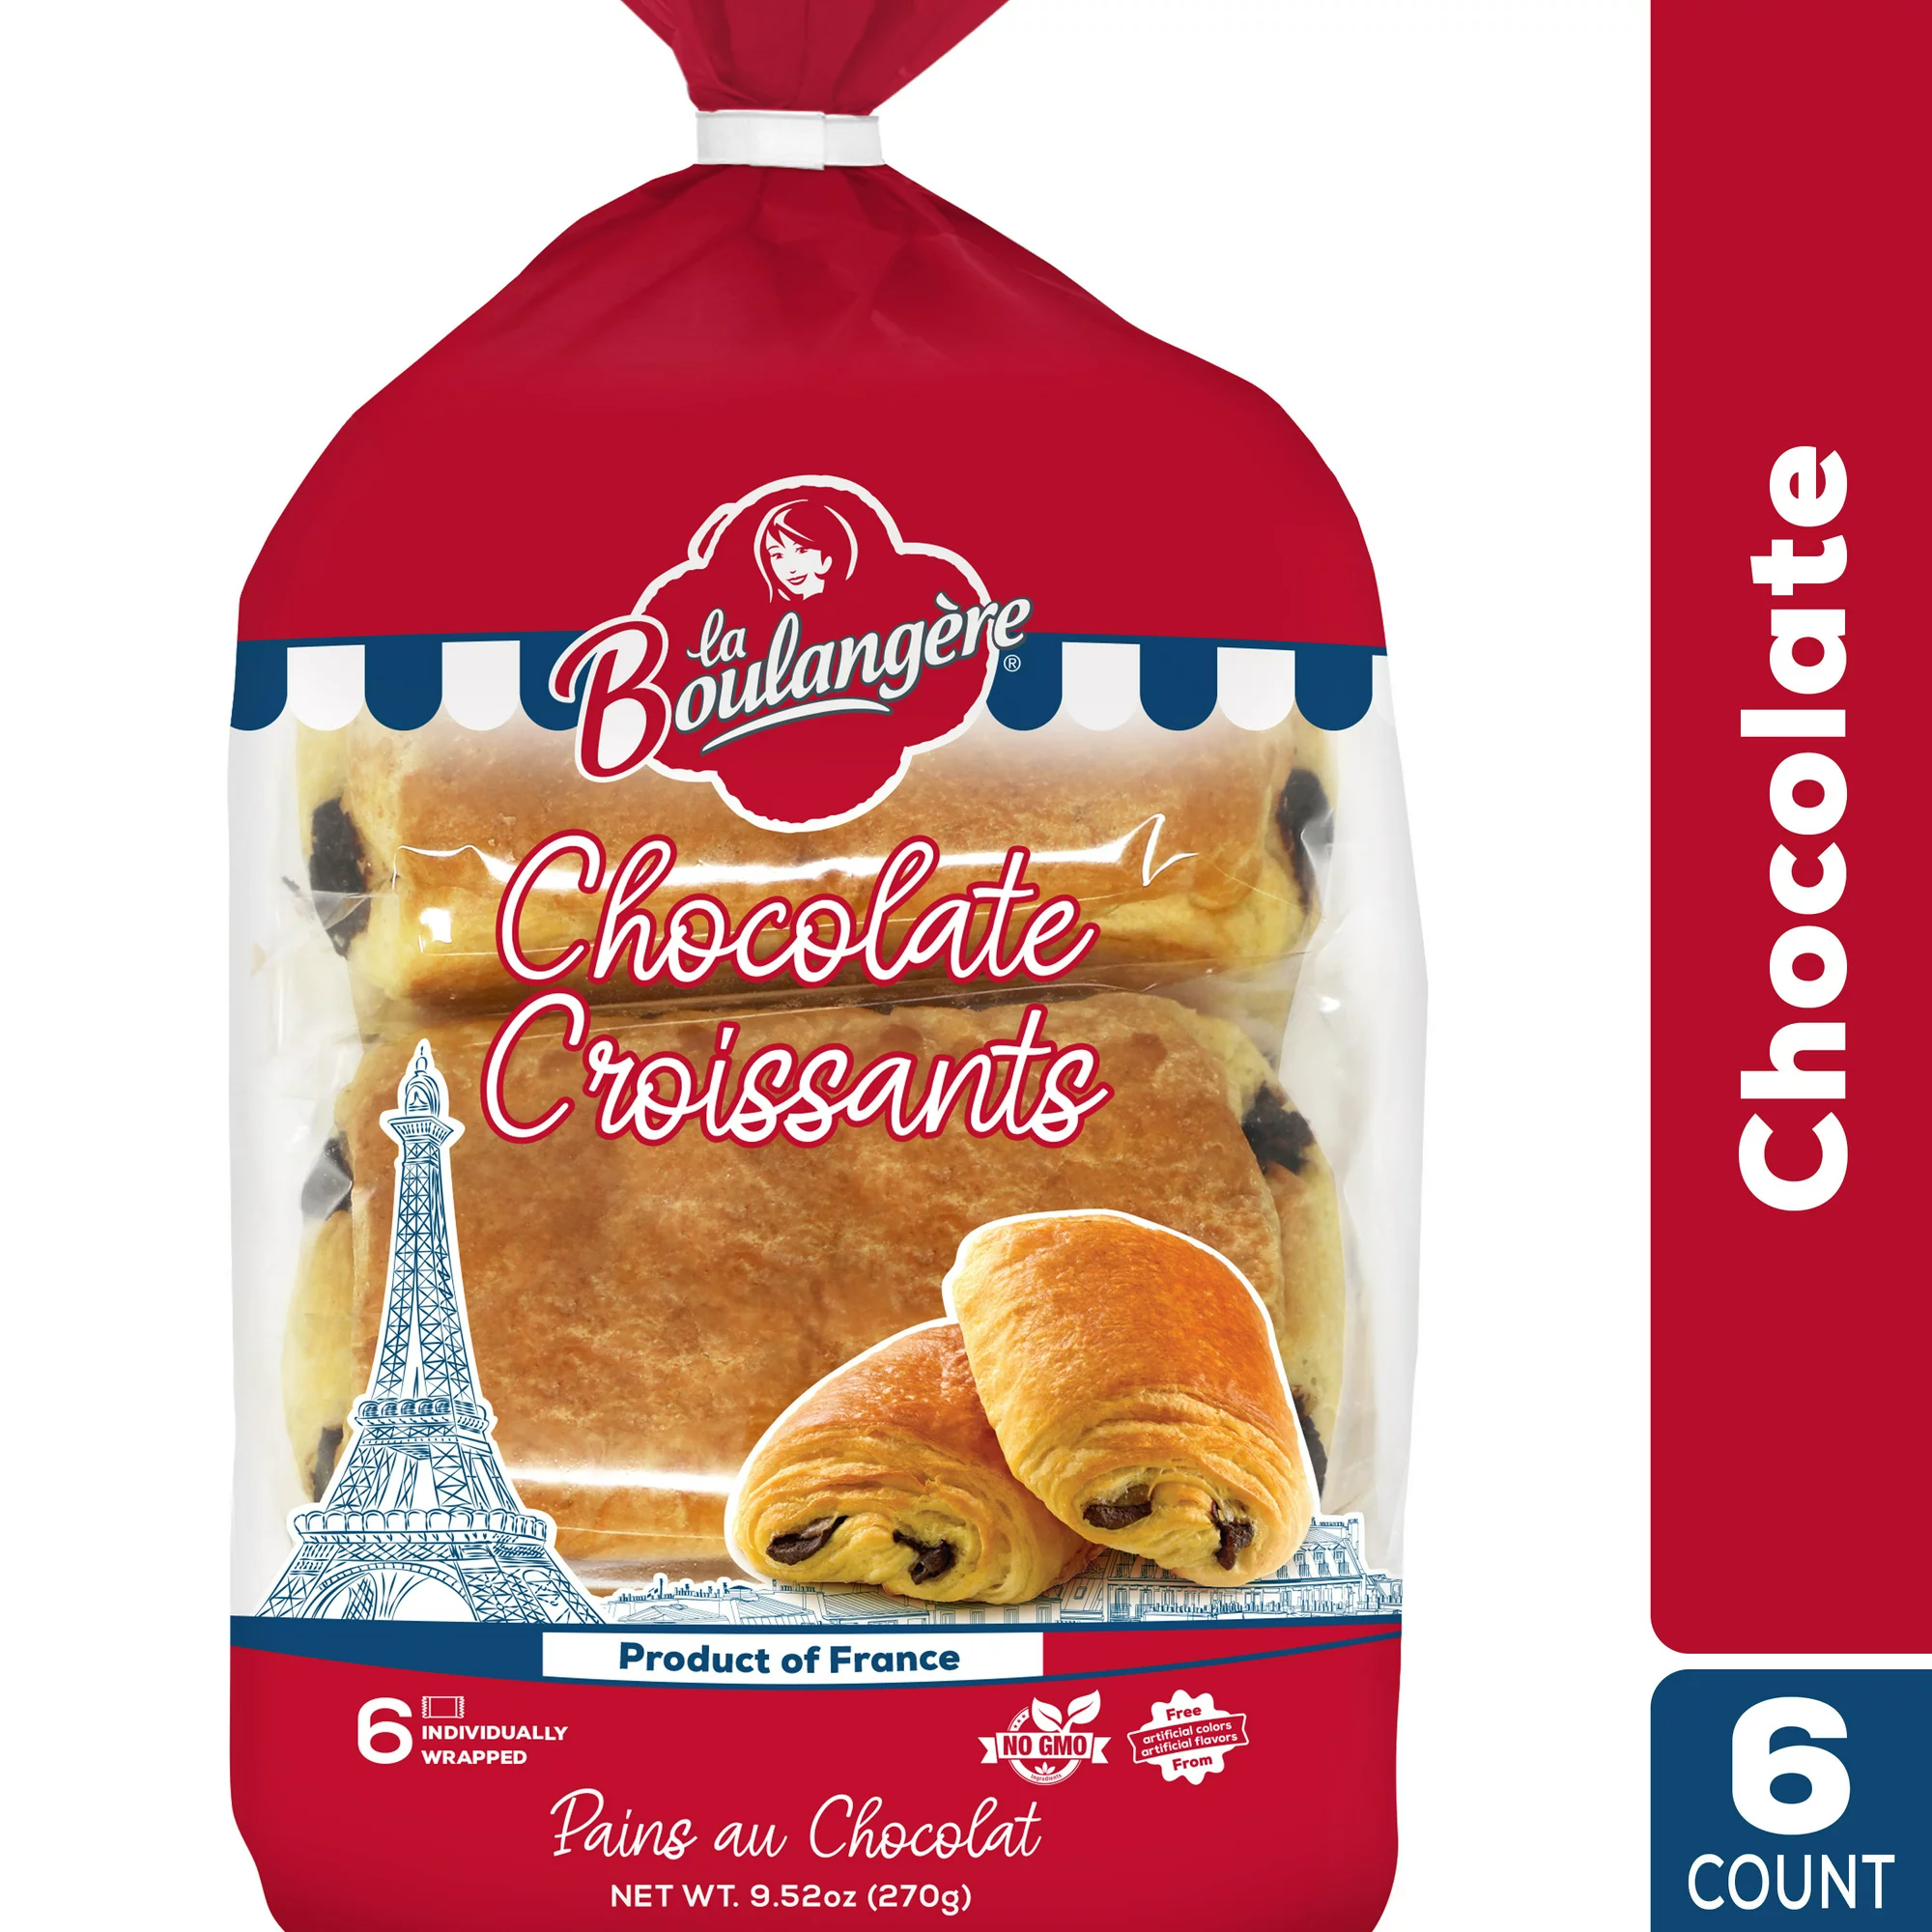 la
Boulangère®
Chocolate
Croissants
Product of France
6 INDIVIDUALLY
WRAPPED
NO GMO
Ingredients
Free
artificial colors
artificial flavors
From
Pains au Chocolat
NET WT. 9.52oz (270g)
Chocolate
6
COUNT